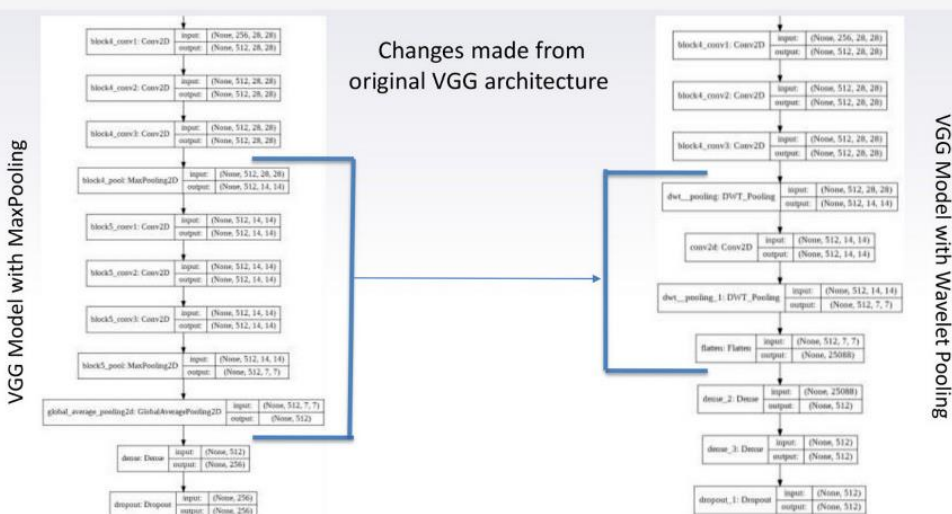 Changes made from
original VGG architecture
VGG Model with MaxPooling
block4_conv1: Conv2D
input: (None, 256, 28, 28)
output: (None, 512, 28, 28)
block4_conv2: Conv2D
input: (None, 512, 28, 28)
output: (None, 512, 28, 28)
block4_conv3: Conv2D
input: (None, 512, 28, 28)
output: (None, 512, 28, 28)
block4_pool: MaxPooling2D
input: (None, 512, 28, 28)
output: (None, 512, 14, 14)
block5_conv1: Conv2D
input: (None, 512, 14, 14)
output: (None, 512, 14, 14)
block5_conv2: Conv2D
input: (None, 512, 14, 14)
output: (None, 512, 14, 14)
block5_conv3: Conv2D
input: (None, 512, 14, 14)
output: (None, 512, 14, 14)
block5_pool: MaxPooling2D
input: (None, 512, 14, 14)
output: (None, 512, 7, 7)
global_average_pooling2d: GlobalAveragePooling2D
input: (None, 512, 7, 7)
output: (None, 512)
dense: Dense
input: (None, 512)
output: (None, 256)
dropout: Dropout
input: (None, 256)
output: (None, 256)
VGG Model with Wavelet Pooling
block4_conv1: Conv2D
input: (None, 256, 28, 28)
output: (None, 512, 28, 28)
block4_conv2: Conv2D
input: (None, 512, 28, 28)
output: (None, 512, 28, 28)
block4_conv3: Conv2D
input: (None, 512, 28, 28)
output: (None, 512, 28, 28)
dwt__pooling: DWT_Pooling
input: (None, 512, 28, 28)
output: (None, 512, 14, 14)
conv2d: Conv2D
input: (None, 512, 14, 14)
output: (None, 512, 14, 14)
dwt__pooling_1: DWT_Pooling
input: (None, 512, 14, 14)
output: (None, 512, 7, 7)
flatten: Flatten
input: (None, 512, 7, 7)
output: (None, 25088)
dense_2: Dense
input: (None, 25088)
output: (None, 512)
dense_3: Dense
input: (None, 512)
output: (None, 512)
dropout_1: Dropout
input: (None, 512)
output: (None, 512)